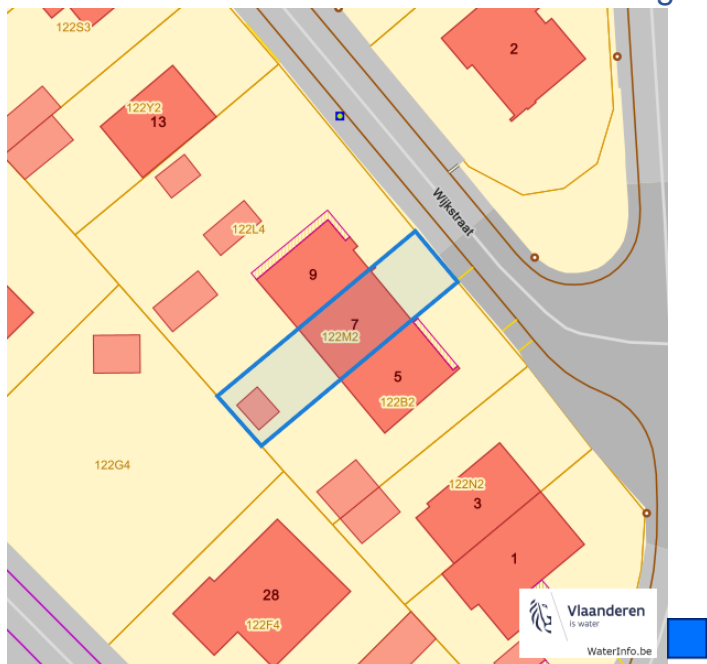 g
122S3
2
122Y2
13
Wijkstraat
122L4
9
7
122M2
5
122B2
122G4
122N2
3
1
28
122F4
Vlaanderen
is water
WaterInfo.be